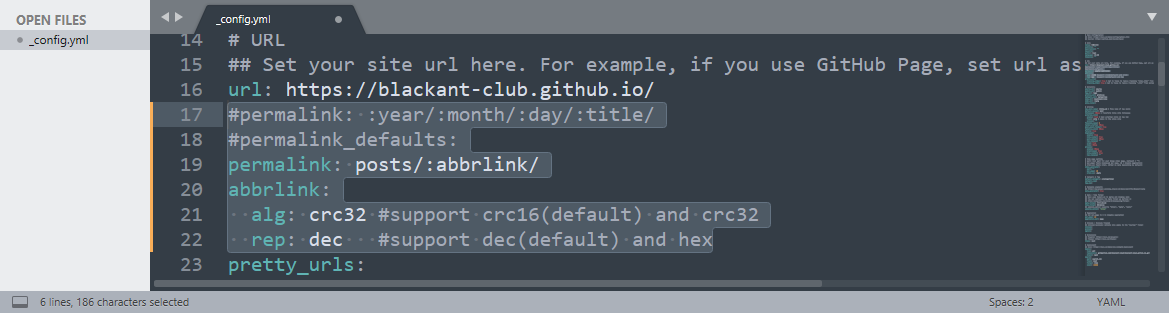 OPEN FILES
_config.yml
_config.yml
14 # URL
15 ## Set your site url here. For example, if you use GitHub Page, set url as
16 url: https://blackant-club.github.io/
17 #permalink: :year/:month/:day/:title/
18 #permalink_defaults:
19 permalink: posts/:abbrlink/
20 abbrlink:
21   alg: crc32 #support crc16(default) and crc32
22   rep: dec   #support dec(default) and hex
23 pretty_urls:
6 lines, 186 characters selected
Spaces: 2
YAML